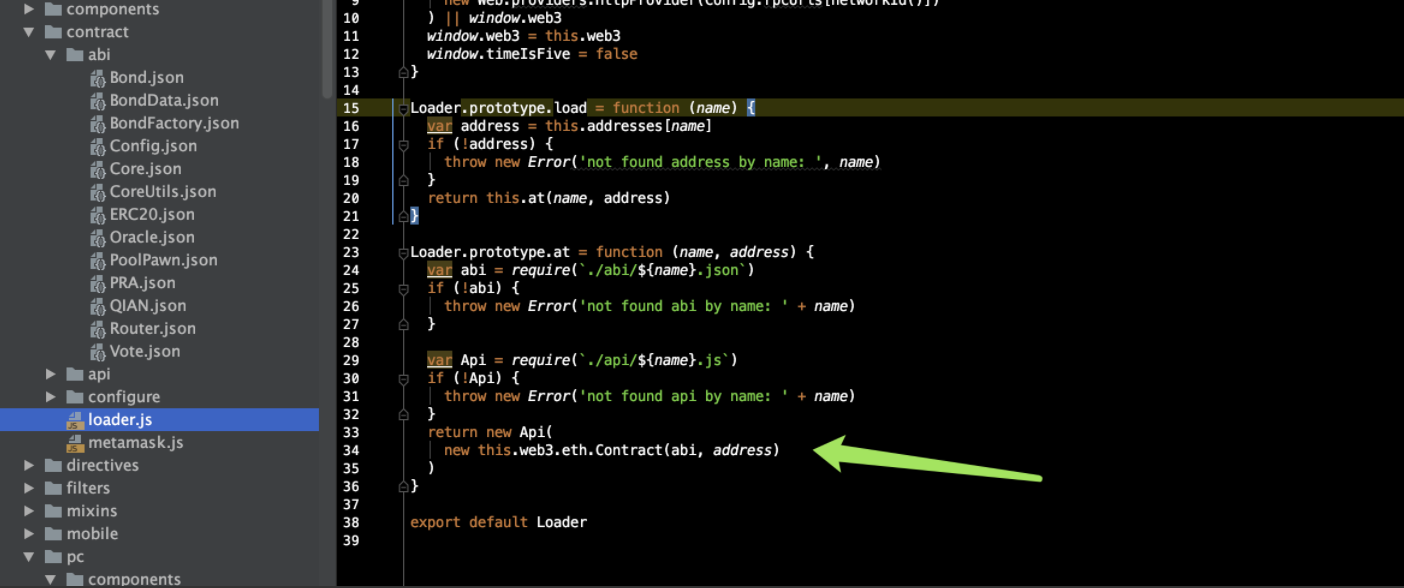 components
contract
abi
Bond.json
BondData.json
BondFactory.json
Config.json
Core.json
CoreUtils.json
ERC20.json
Oracle.json
PoolPawn.json
PRA.json
QIAN.json
Router.json
Vote.json
api
configure
loader.js
metamask.js
directives
filters
mixins
mobile
pc
components
9 new Web3.providers.HttpProvider(Config.rpcUrls[networkId()])
10 ) || window.web3
11 window.web3 = this.web3
12 window.timeIsFive = false
13 }
14
15 Loader.prototype.load = function (name) {
16 var address = this.addresses[name]
17 if (!address) {
18 throw new Error('not found address by name: ', name)
19 }
20 return this.at(name, address)
21 }
22
23 Loader.prototype.at = function (name, address) {
24 var abi = require(`./abi/${name}.json`)
25 if (!abi) {
26 throw new Error('not found abi by name: ' + name)
27 }
28
29 var Api = require(`./api/${name}.js`)
30 if (!Api) {
31 throw new Error('not found api by name: ' + name)
32 }
33 return new Api(
34 new this.web3.eth.Contract(abi, address)
35 )
36 }
37
38 export default Loader
39